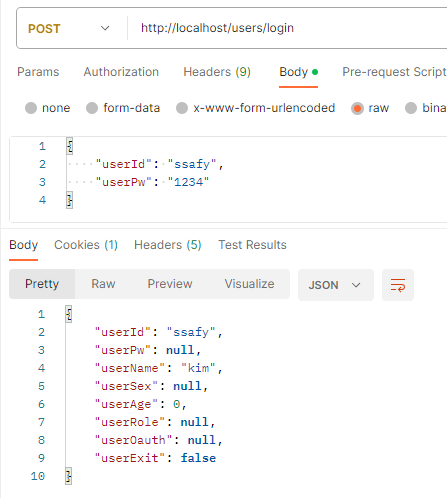 POST http://localhost/users/login
Params Authorization Headers (9) Body Pre-request Script
none form-data x-www-form-urlencoded raw bina
1 {
2 "userId": "ssafy",
3 "userPw": "1234"
4 }
Body Cookies (1) Headers (5) Test Results
Pretty Raw Preview Visualize JSON
1 {
2 "userId": "ssafy",
3 "userPw": null,
4 "userName": "kim",
5 "userSex": null,
6 "userAge": 0,
7 "userRole": null,
8 "userOauth": null,
9 "userExit": false
10 }